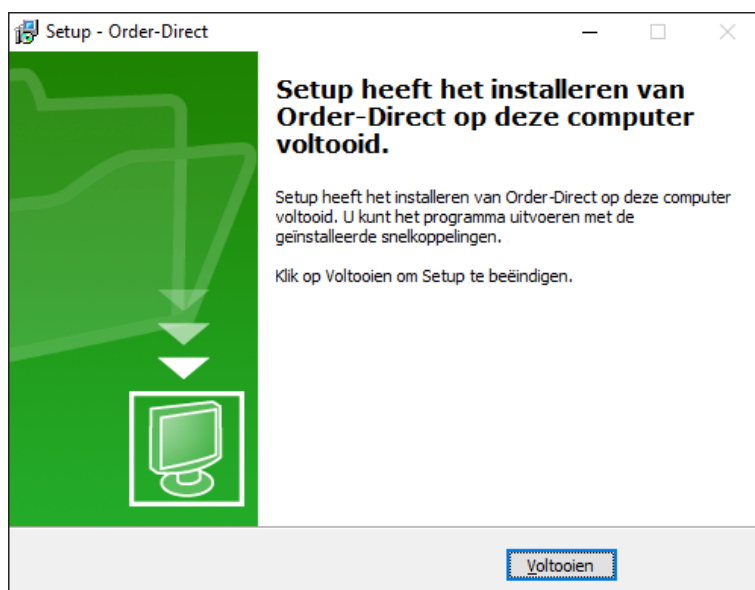 Setup - Order-Direct
Setup heeft het installeren van
Order-Direct op deze computer
voltooid.
Setup heeft het installeren van Order-Direct op deze computer
voltooid. U kunt het programma uitvoeren met de
geïnstalleerde snelkoppelingen.
Klik op Voltooien om Setup te beëindigen.
Voltooien